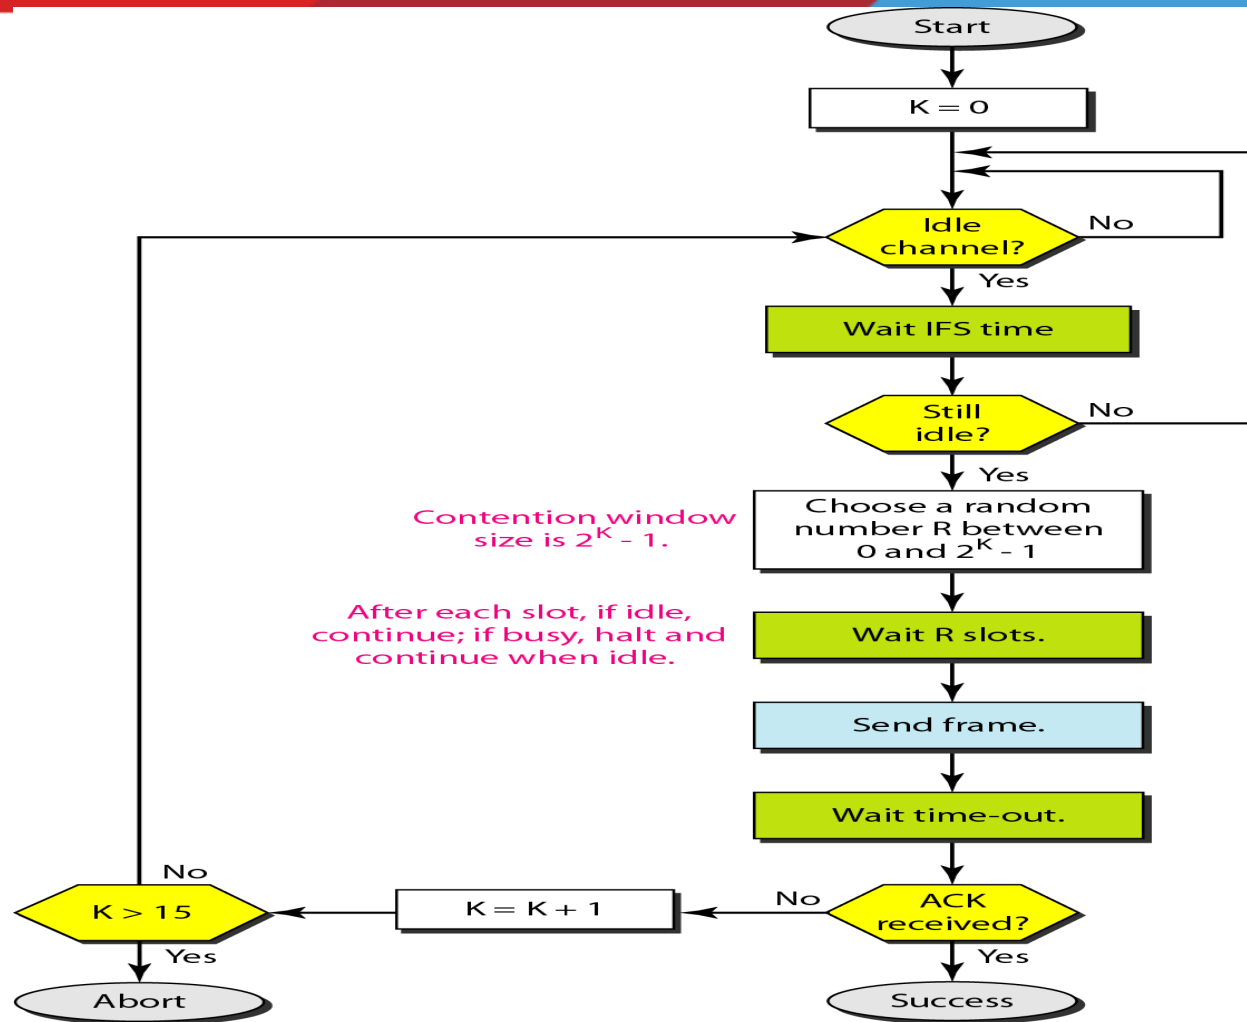 Start
K = 0
Idle
channel?
No
Yes
Wait IFS time
Still
idle?
No
Yes
Contention window
size is 2^K - 1.
Choose a random
number R between
0 and 2^K - 1
After each slot, if idle,
continue; if busy, halt and
continue when idle.
Wait R slots.
Send frame.
Wait time-out.
ACK
received?
No
Yes
K = K + 1
K > 15
No
Yes
Abort
Success